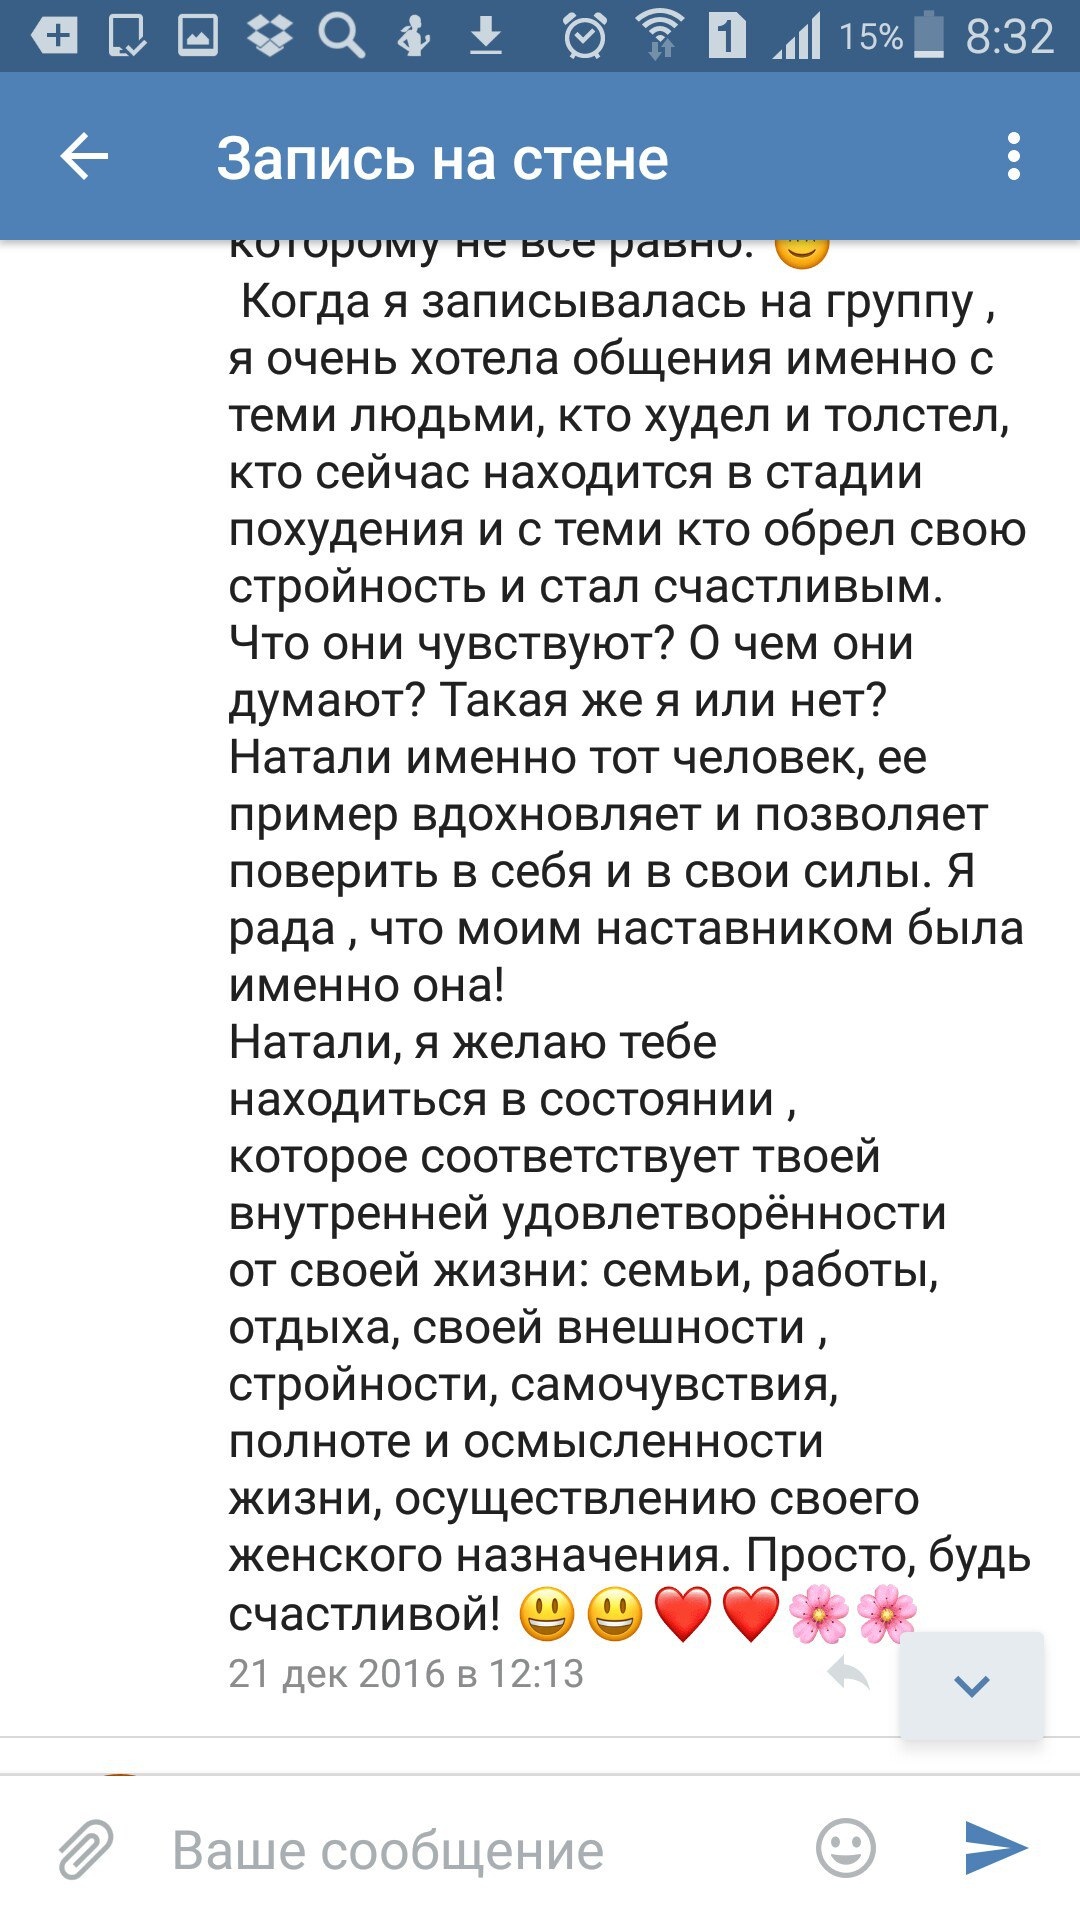 15% 8:32
Запись на стене
которому не все равно. 😊
Когда я записывалась на группу ,
я очень хотела общения именно с
теми людьми, кто худел и толстел,
кто сейчас находится в стадии
похудения и с теми кто обрел свою
стройность и стал счастливым.
Что они чувствуют? О чем они
думают? Такая же я или нет?
Натали именно тот человек, ее
пример вдохновляет и позволяет
поверить в себя и в свои силы. Я
рада , что моим наставником была
именно она!
Натали, я желаю тебе
находиться в состоянии ,
которое соответствует твоей
внутренней удовлетворённости
от своей жизни: семьи, работы,
отдыха, своей внешности ,
стройности, самочувствия,
полноте и осмысленности
жизни, осуществлению своего
женского назначения. Просто, будь
счастливой! 😃😃❤❤🌸🌸
21 дек 2016 в 12:13
Ваше сообщение